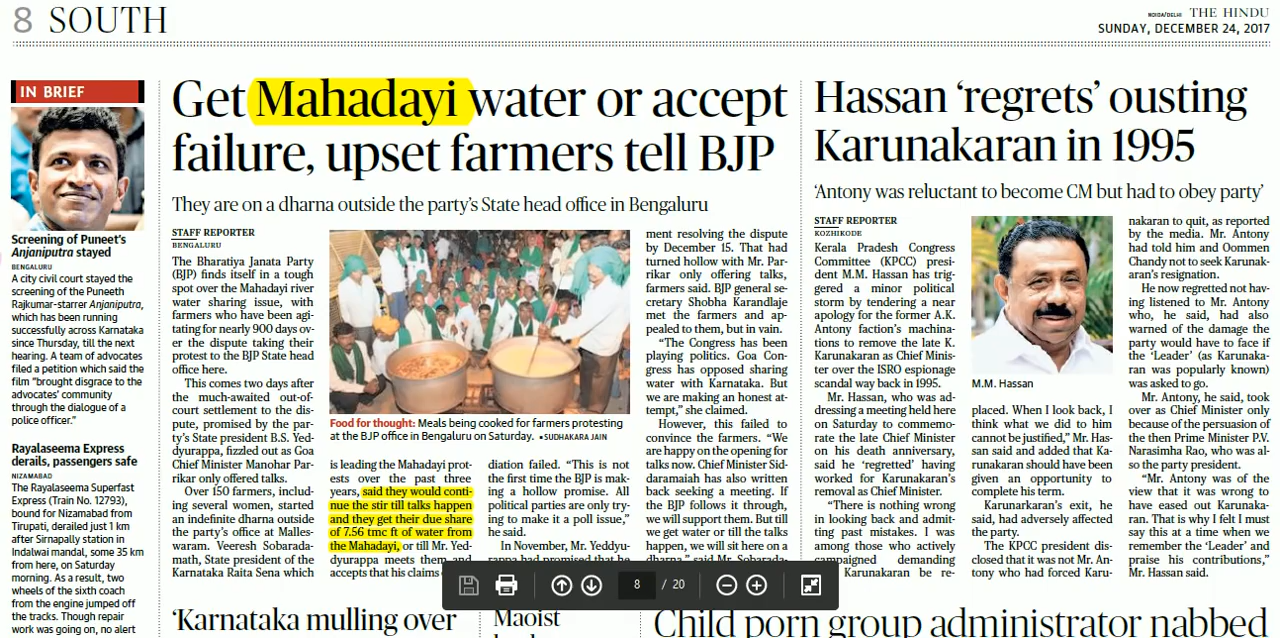 8 SOUTH
NOIDA/DELHI THE HINDU
SUNDAY, DECEMBER 24, 2017
IN BRIEF
Screening of Puneet's
Anjaniputra stayed
BENGALURU
A city civil court stayed the
screening of the Puneeth
Rajkumar-starrer Anjaniputra,
which has been running
successfully across Karnataka
since Thursday, till the next
hearing. A team of advocates
filed a petition which said the
film "brought disgrace to the
advocates' community
through the dialogue of a
police officer."
Rayalaseema Express
derails, passengers safe
NIZAMABAD
The Rayalaseema Superfast
Express (Train No. 12793),
bound for Nizamabad from
Tirupati, derailed just 1 km
after Sirnapally station in
Indalwai mandal, some 35 km
from here, on Saturday
morning. As a result, two
wheels of the sixth coach
from the engine jumped off
the tracks. Though repair
work was going on, no alert
Get Mahadayi water or accept
failure, upset farmers tell BJP
They are on a dharna outside the party's State head office in Bengaluru
STAFF REPORTER
BENGALURU
The Bharatiya Janata Party
(BJP) finds itself in a tough
spot over the Mahadayi river
water sharing issue, with
farmers who have been agi-
tating for nearly 900 days ov-
er the dispute taking their
protest to the BJP State head
office here.
This comes two days after
the much-awaited out-of-
court settlement to the dis-
pute, promised by the par-
ty's State president B.S. Yed-
dyurappa, fizzled out as Goa
Chief Minister Manohar Par-
rikar only offered talks.
Over 150 farmers, includ-
ing several women, started
an indefinite dharna outside
the party's office at Malles-
waram. Veeresh Sobarada-
math, State president of the
Karnataka Raita Sena which
Food for thought: Meals being cooked for farmers protesting
at the BJP office in Bengaluru on Saturday. ▪SUDHAKARA JAIN
is leading the Mahadayi prot-
ests over the past three
years, said they would conti-
nue the stir till talks happen
and they get their due share
of 7.56 tmc ft of water from
the Mahadayi, or till Mr. Yed-
dyurappa meets them and
accepts that his claims
diation failed. "This is not
the first time the BJP is mak-
ing a hollow promise. All
political parties are only try-
ing to make it a poll issue,"
he said.
In November, Mr. Yeddyu-
rappa had promised he
ment resolving the dispute
by December 15. That had
turned hollow with Mr. Par-
rikar only offering talks,
farmers said. BJP general se-
cretary Shobha Karandlaje
met the farmers and ap-
pealed to them, but in vain.
"The Congress has been
playing politics. Goa Con-
gress has opposed sharing
water with Karnataka. But
we are making an honest at-
tempt," she claimed.
However, this failed to
convince the farmers. "We
are happy on the opening for
talks now. Chief Minister Sid-
daramaiah has also written
back seeking a meeting. If
the BJP follows it through,
we will support them. But till
we get water or till the talks
happen, we will sit here on a
dharna," said Mr. Sobarada-
Hassan 'regrets' ousting
Karunakaran in 1995
'Antony was reluctant to become CM but had to obey party'
STAFF REPORTER
KOZHIKODE
Kerala Pradesh Congress
Committee (KPCC) presi-
dent M.M. Hassan has trig-
gered a minor political
storm by tendering a near
apology for the former A.K.
Antony faction's machina-
tions to remove the late K.
Karunakaran as Chief Minis-
ter over the ISRO espionage
scandal way back in 1995.
Mr. Hassan, who was ad-
dressing a meeting held here
on Saturday to commemo-
rate the late Chief Minister
on his death anniversary,
said he 'regretted' having
worked for Karunakaran's
removal as Chief Minister.
"There is nothing wrong
in looking back and admit-
ting past mistakes. I was
among those who actively
campaigned demanding
Karunakaran be re-
M.M. Hassan
placed. When I look back, I
think what we did to him
cannot be justified," Mr. Has-
san said and added that Ka-
runakaran should have been
given an opportunity to
complete his term.
Karunarkaran's exit, he
said, had adversely affected
the party.
The KPCC president dis-
closed that it was not Mr. An-
tony who had forced Karu-
nakaran to quit, as reported
by the media. Mr. Antony
had told him and Oommen
Chandy not to seek Karunak-
aran's resignation.
He now regretted not hav-
ing listened to Mr. Antony
who, he said, had also
warned of the damage the
party would have to face if
the 'Leader' (as Karunaka-
ran was popularly known)
was asked to go.
Mr. Antony, he said, took
over as Chief Minister only
because of the persuasion of
the then Prime Minister P.V.
Narasimha Rao, who was al-
so the party president.
"Mr. Antony was of the
view that it was wrong to
have eased out Karunaka-
ran. That is why I felt I must
say this at a time when we
remember the 'Leader' and
praise his contributions,"
Mr. Hassan said.
8 / 20
'Karnataka mulling over
Maoist
Child porn group administrator nabbed